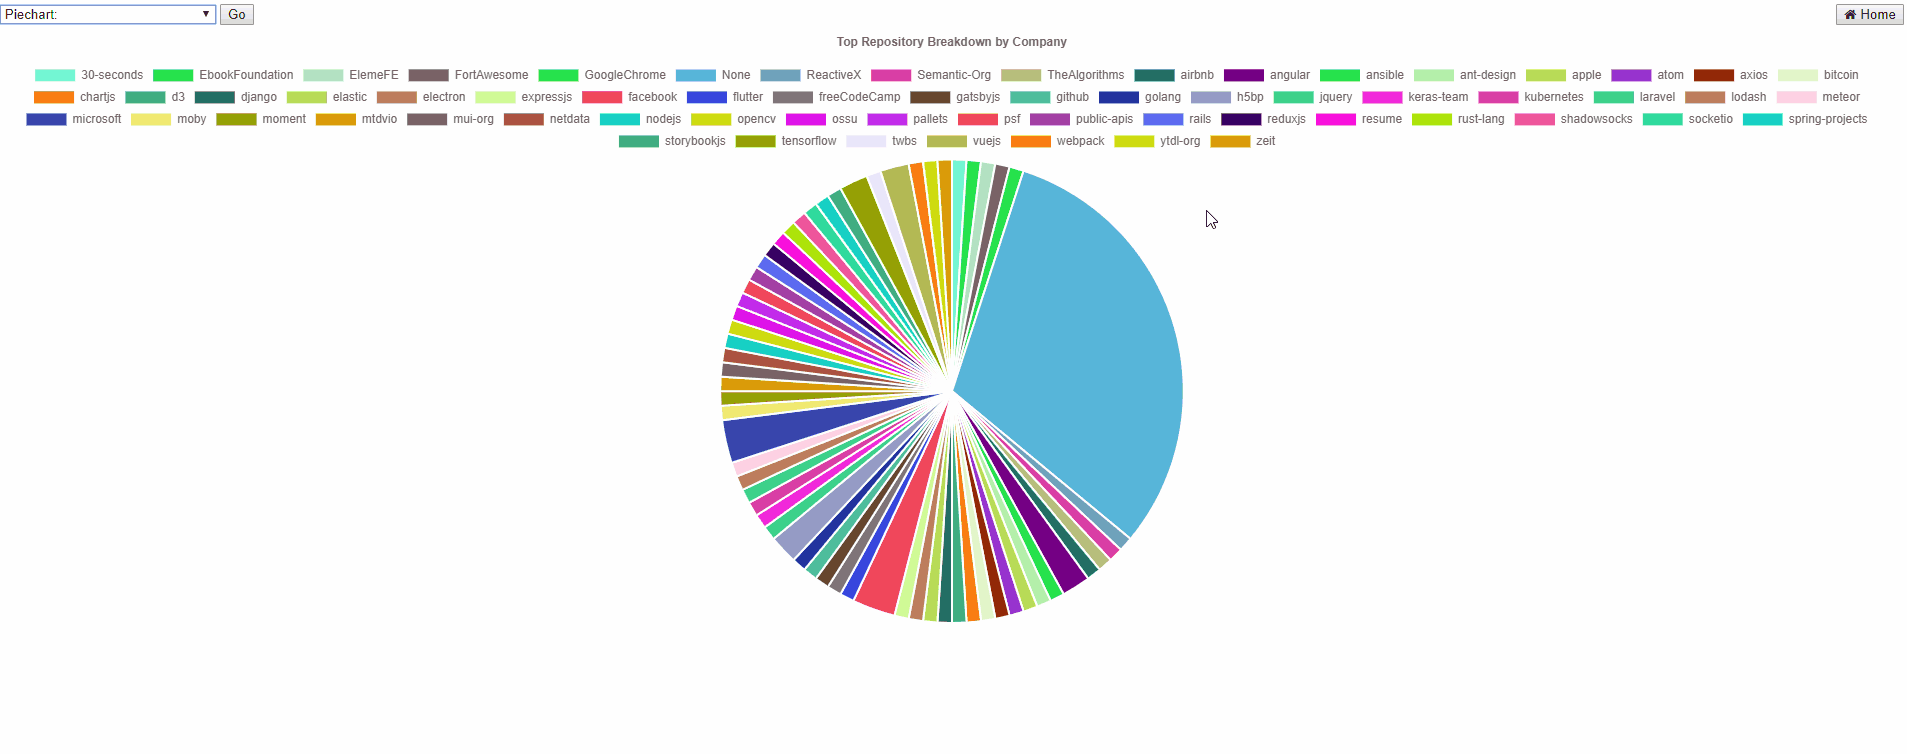 Piechart: Go Home
Top Repository Breakdown by Company
30-seconds EbookFoundation ElemeFE FortAwesome GoogleChrome None ReactiveX Semantic-Org TheAlgorithms airbnb angular ansible ant-design apple atom axios bitcoin
chartjs d3 django elastic electron expressjs facebook flutter freeCodeCamp gatsbyjs github golang h5bp jquery keras-team kubernetes laravel lodash meteor
microsoft moby moment mtdvio mui-org netdata nodejs opencv ossu pallets psf public-apis rails reduxjs resume rust-lang shadowsocks socketio spring-projects
storybookjs tensorflow twbs vuejs webpack ytdl-org zeit